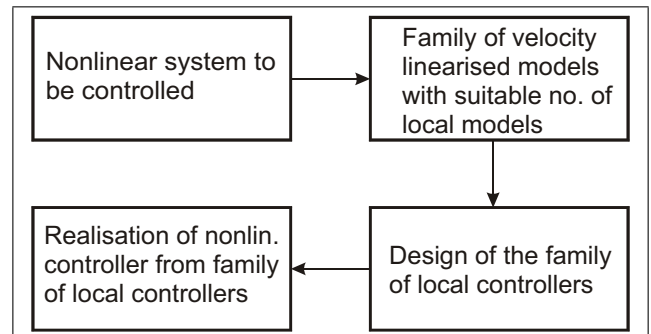 Nonlinear system to
be controlled
Family of velocity
linearised models
with suitable no. of
local models
Design of the family
of local controllers
Realisation of nonlin.
controller from family
of local controllers